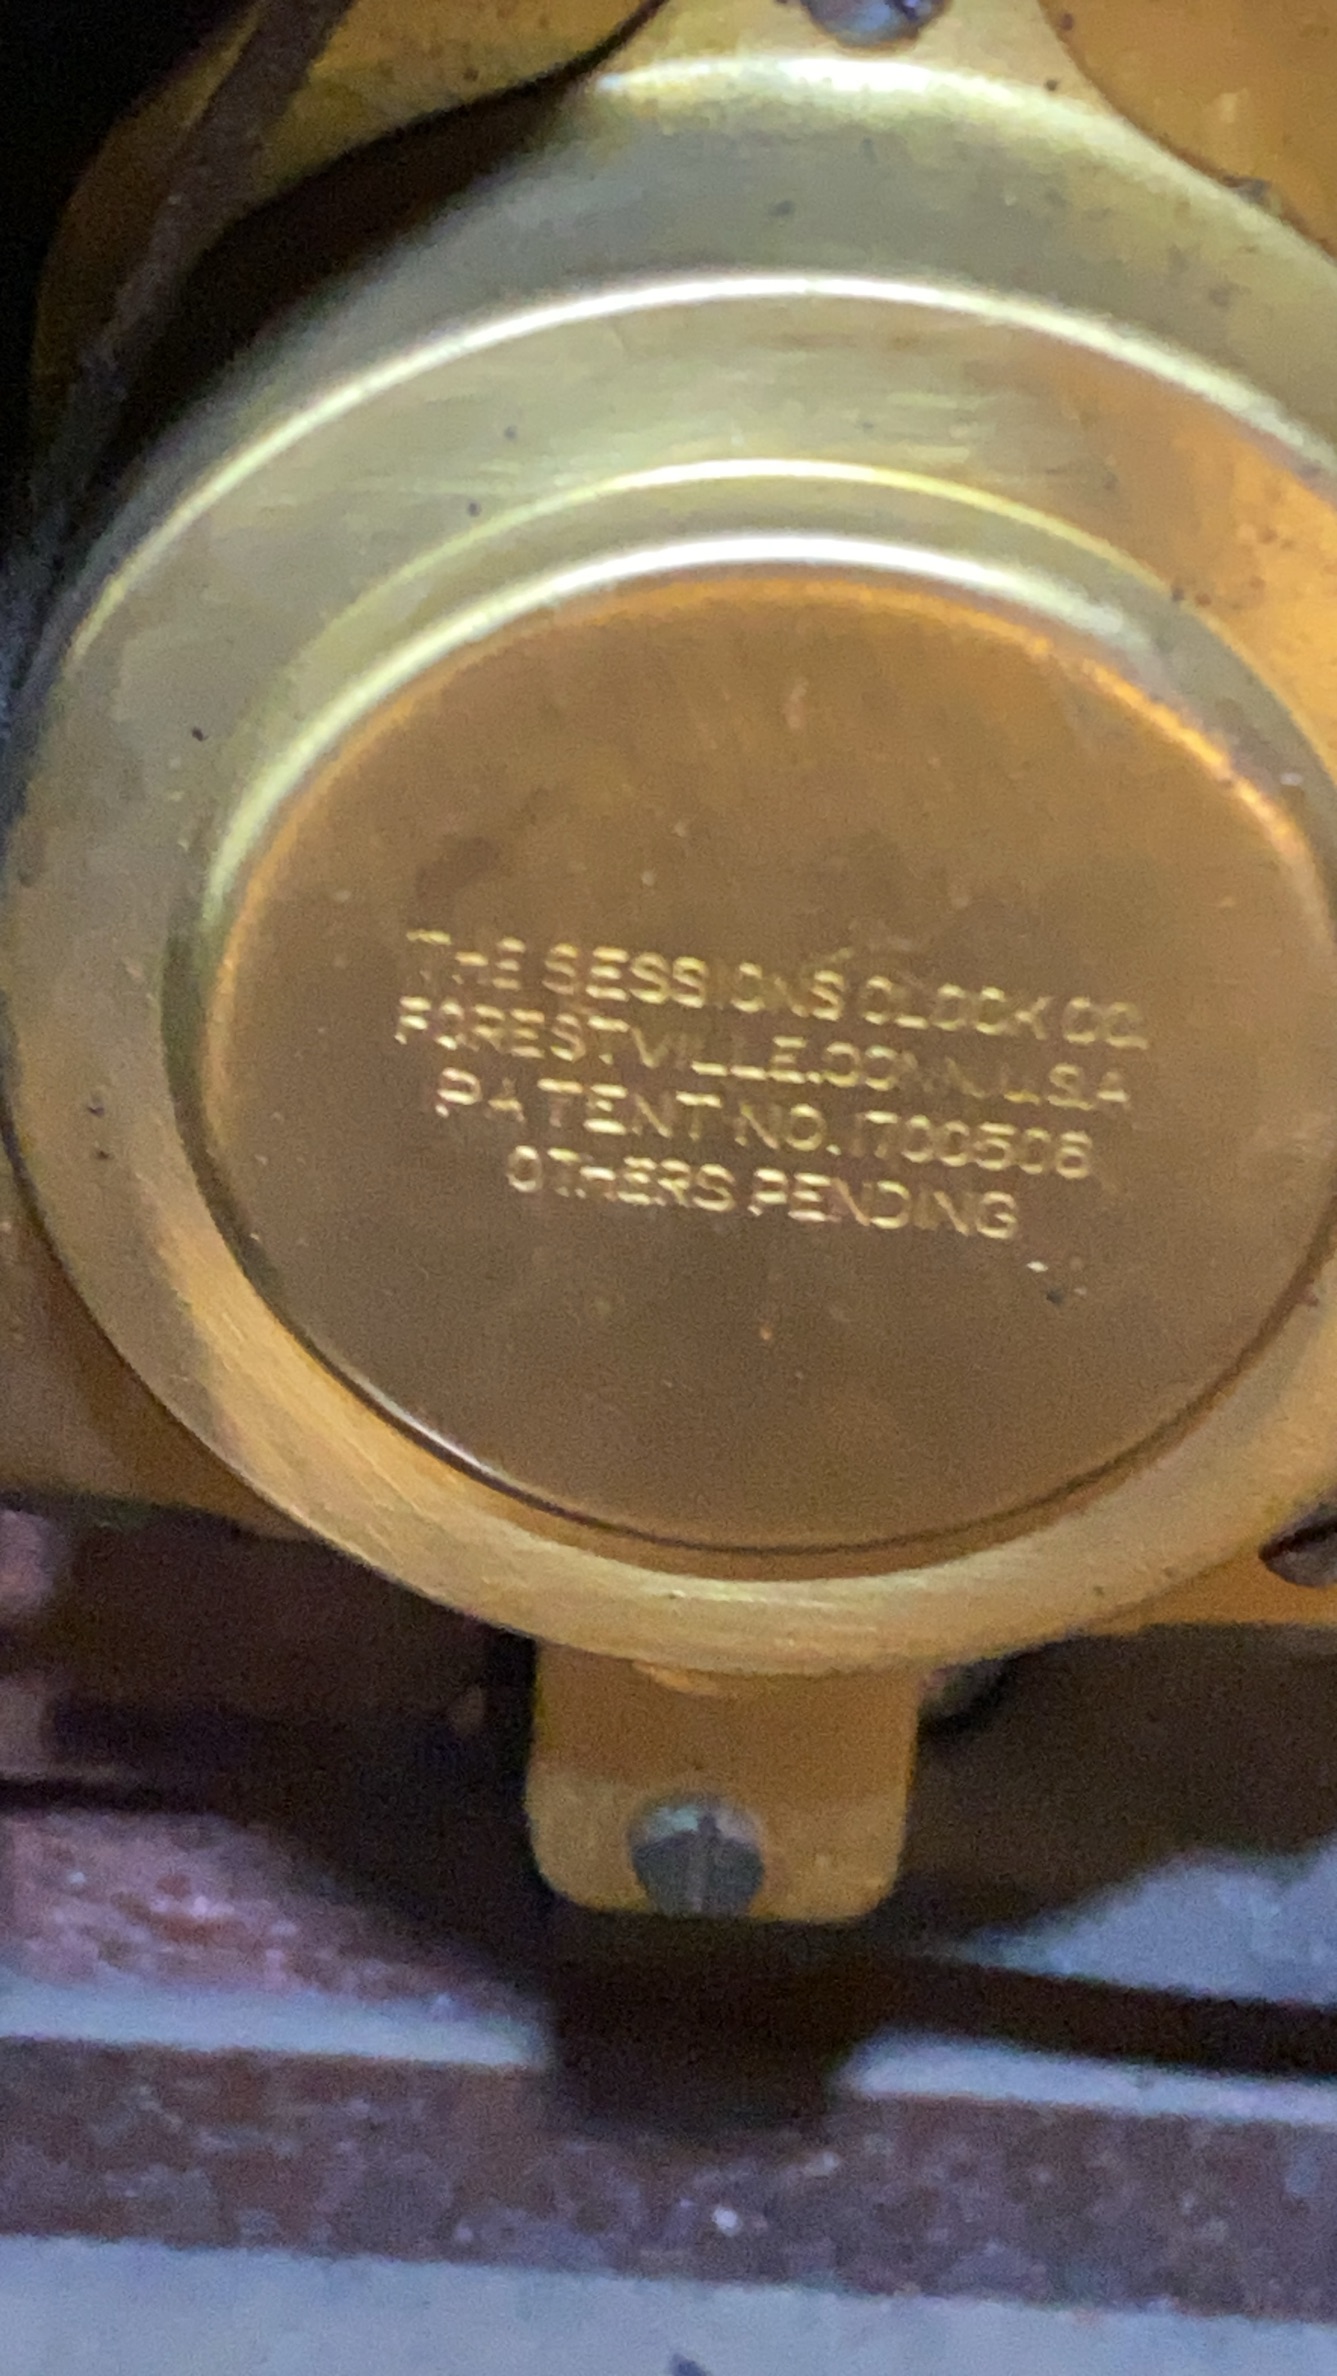 THE SESSIONS CLOCK CO.
FORESTVILLE.CONN.U.S.A
PATENT NO.1700506
OTHERS PENDING